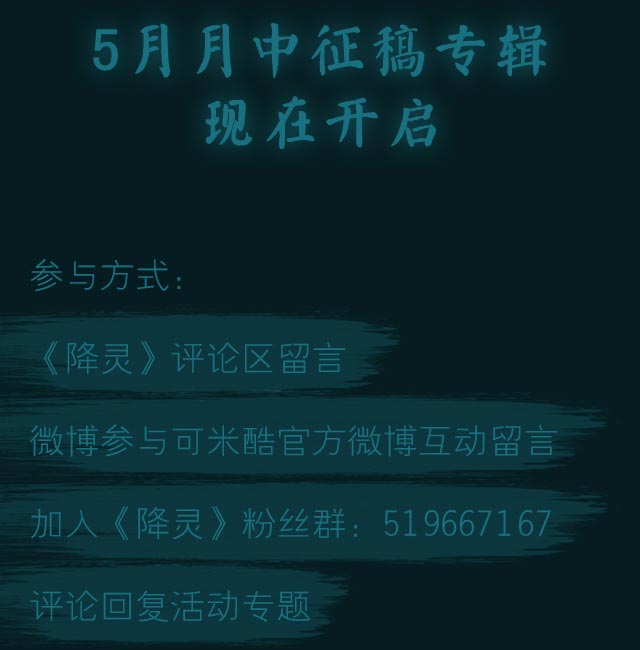 5月月中征稿专辑
现在开启
参与方式：
《降灵》评论区留言
微博参与可米酷官方微博互动留言
加入《降灵》粉丝群：519667167
评论回复活动专题